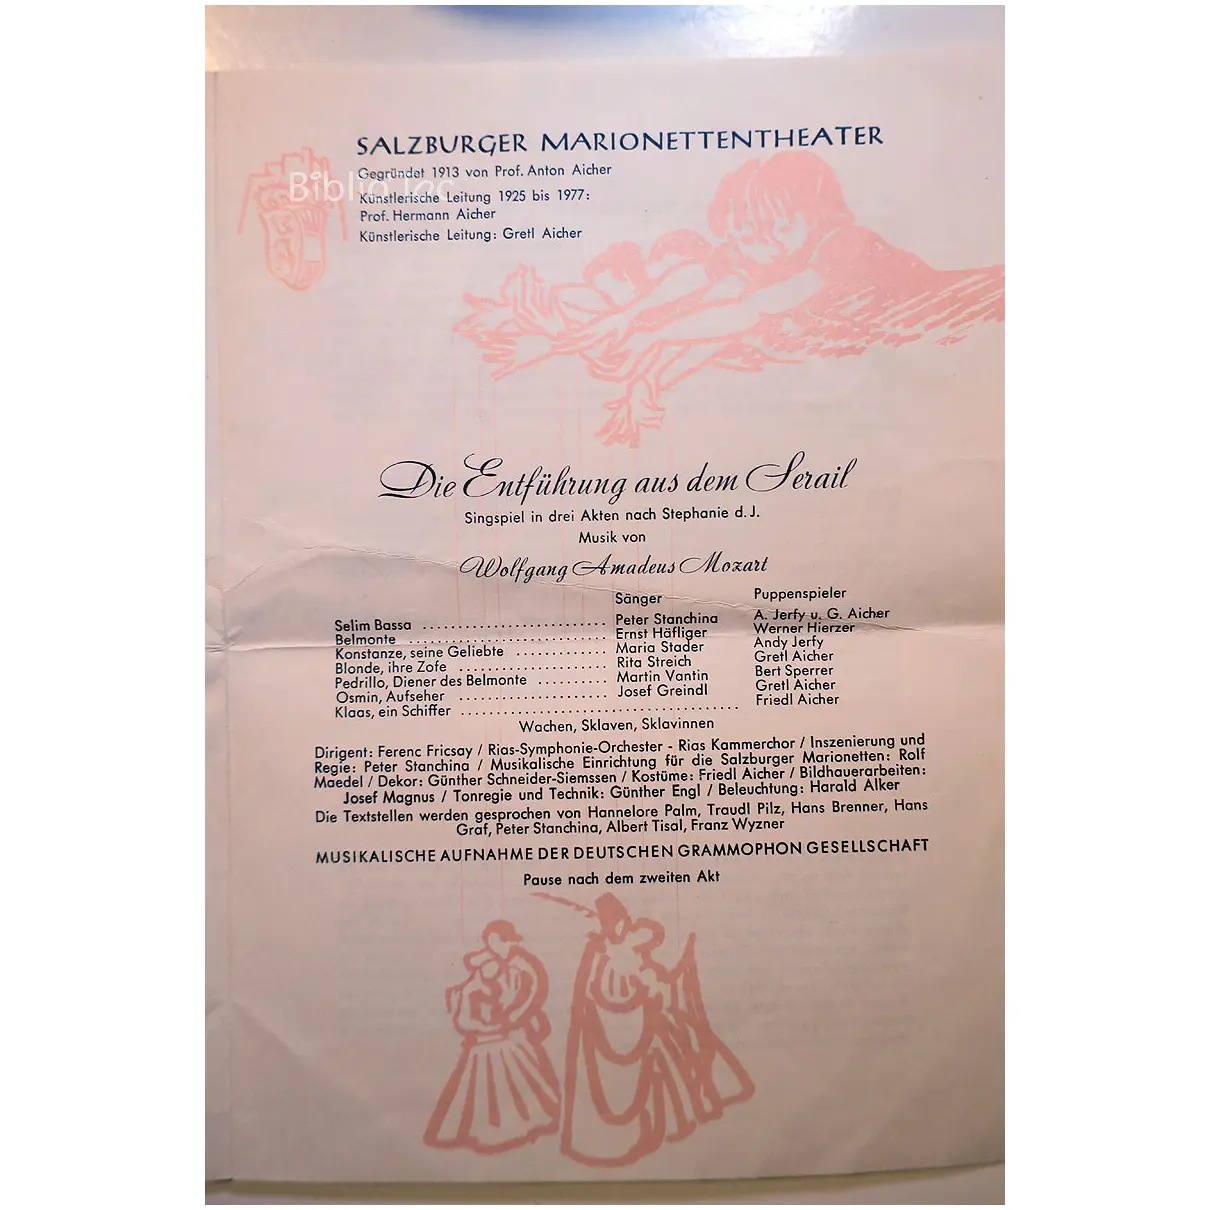 SALZBURGER MARIONETTENTHEATER
Gegründet 1913 von Prof. Anton Aicher
Biblio Tec
Künstlerische Leitung 1925 bis 1977:
Prof. Hermann Aicher
Künstlerische Leitung: Gretl Aicher
Die Entführung aus dem Serail
Singspiel in drei Akten nach Stephanie d. J.
Musik von
Wolfgang Amadeus Mozart
Sänger Puppenspieler
Selim Bassa Peter Stanchina A. Jerfy u. G. Aicher
Belmonte Ernst Häfliger Werner Hierzer
Konstanze, seine Geliebte Maria Stader Andy Jerfy
Blonde, ihre Zofe Rita Streich Gretl Aicher
Pedrillo, Diener des Belmonte Martin Vantin Bert Sperrer
Osmin, Aufseher Josef Greindl Gretl Aicher
Klaas, ein Schiffer Friedl Aicher
Wachen, Sklaven, Sklavinnen
Dirigent: Ferenc Fricsay / Rias-Symphonie-Orchester - Rias Kammerchor / Inszenierung und
Regie: Peter Stanchina / Musikalische Einrichtung für die Salzburger Marionetten: Rolf
Maedel / Dekor: Günther Schneider-Siemssen / Kostüme: Friedl Aicher / Bildhauerarbeiten:
Josef Magnus / Tonregie und Technik: Günther Engl / Beleuchtung: Harald Alker
Die Textstellen werden gesprochen von Hannelore Palm, Traudl Pilz, Hans Brenner, Hans
Graf, Peter Stanchina, Albert Tisal, Franz Wyzner
MUSIKALISCHE AUFNAHME DER DEUTSCHEN GRAMMOPHON GESELLSCHAFT
Pause nach dem zweiten Akt